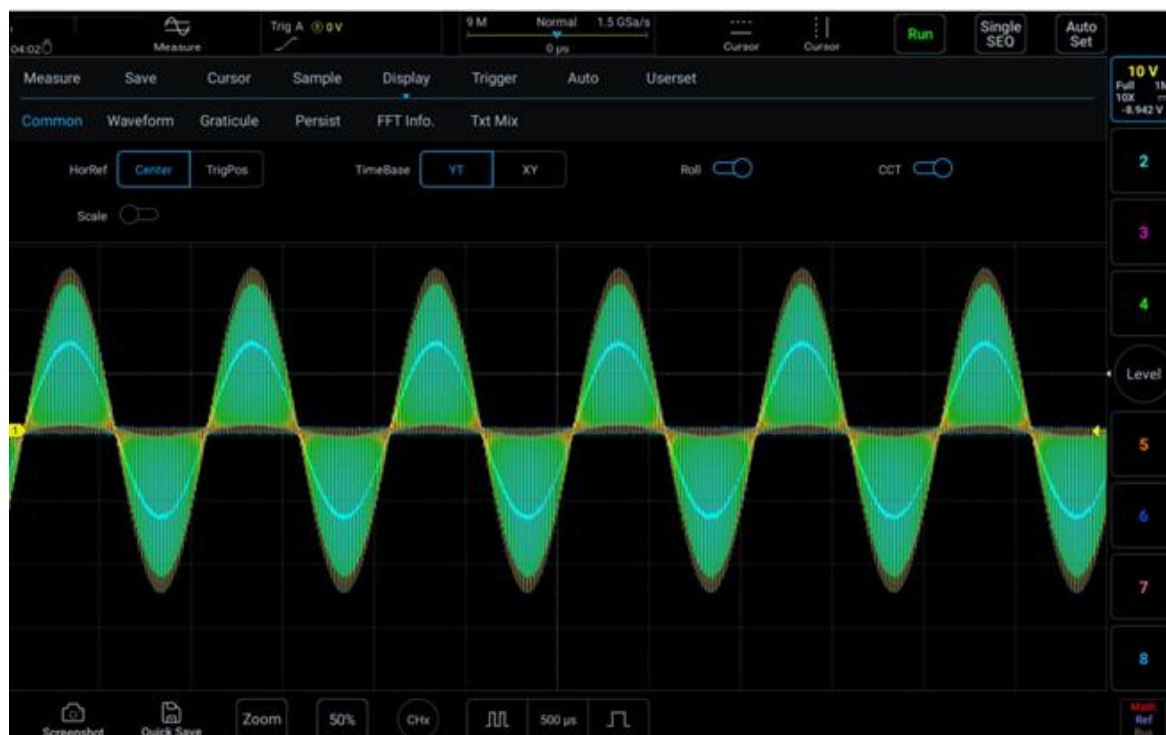 04:02
Measure
Trig A ① 0 V
9 M Normal 1.5 GSa/s
0 µs
Cursor
Cursor
Run
Single
SEQ
Auto
Set
Measure Save Cursor Sample Display Trigger Auto Userset
Common Waveform Graticule Persist FFT Info. Txt Mix
HorRef Center TrigPos TimeBase YT XY Roll CCT
Scale
10 V
Full 1M
10X
-8.942 V
2
3
4
Level
1
5
6
7
8
Screenshot
Quick Save
Zoom
50%
CHx
500 µs
Math
Ref
Bus